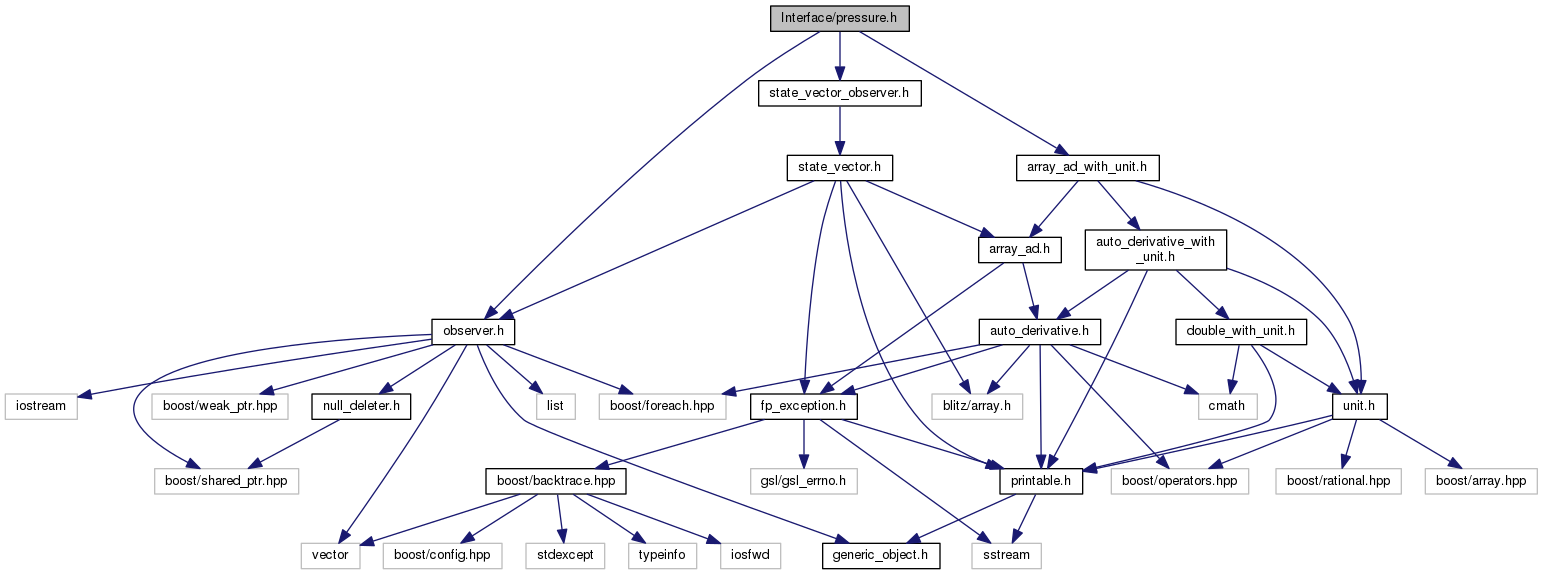 Interface/pressure.h
state_vector_observer.h
state_vector.h
array_ad_with_unit.h
array_ad.h
auto_derivative_with
_unit.h
observer.h
auto_derivative.h
double_with_unit.h
iostream
boost/weak_ptr.hpp
null_deleter.h
list
boost/foreach.hpp
fp_exception.h
blitz/array.h
cmath
unit.h
boost/shared_ptr.hpp
boost/backtrace.hpp
gsl/gsl_errno.h
printable.h
boost/operators.hpp
boost/rational.hpp
boost/array.hpp
vector
boost/config.hpp
stdexcept
typeinfo
iosfwd
generic_object.h
sstream